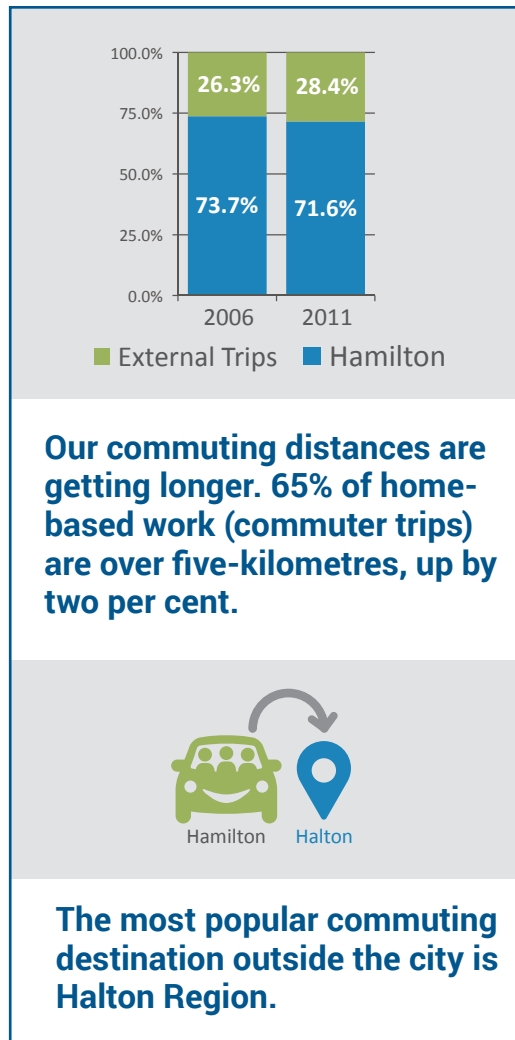 100.0%
75.0%
50.0%
25.0%
0.0%
26.3%
28.4%
73.7%
71.6%
2006
2011
External Trips
Hamilton
Our commuting distances are
getting longer. 65% of home-
based work (commuter trips)
are over five-kilometres, up by
two per cent.
Hamilton
Halton
The most popular commuting
destination outside the city is
Halton Region.